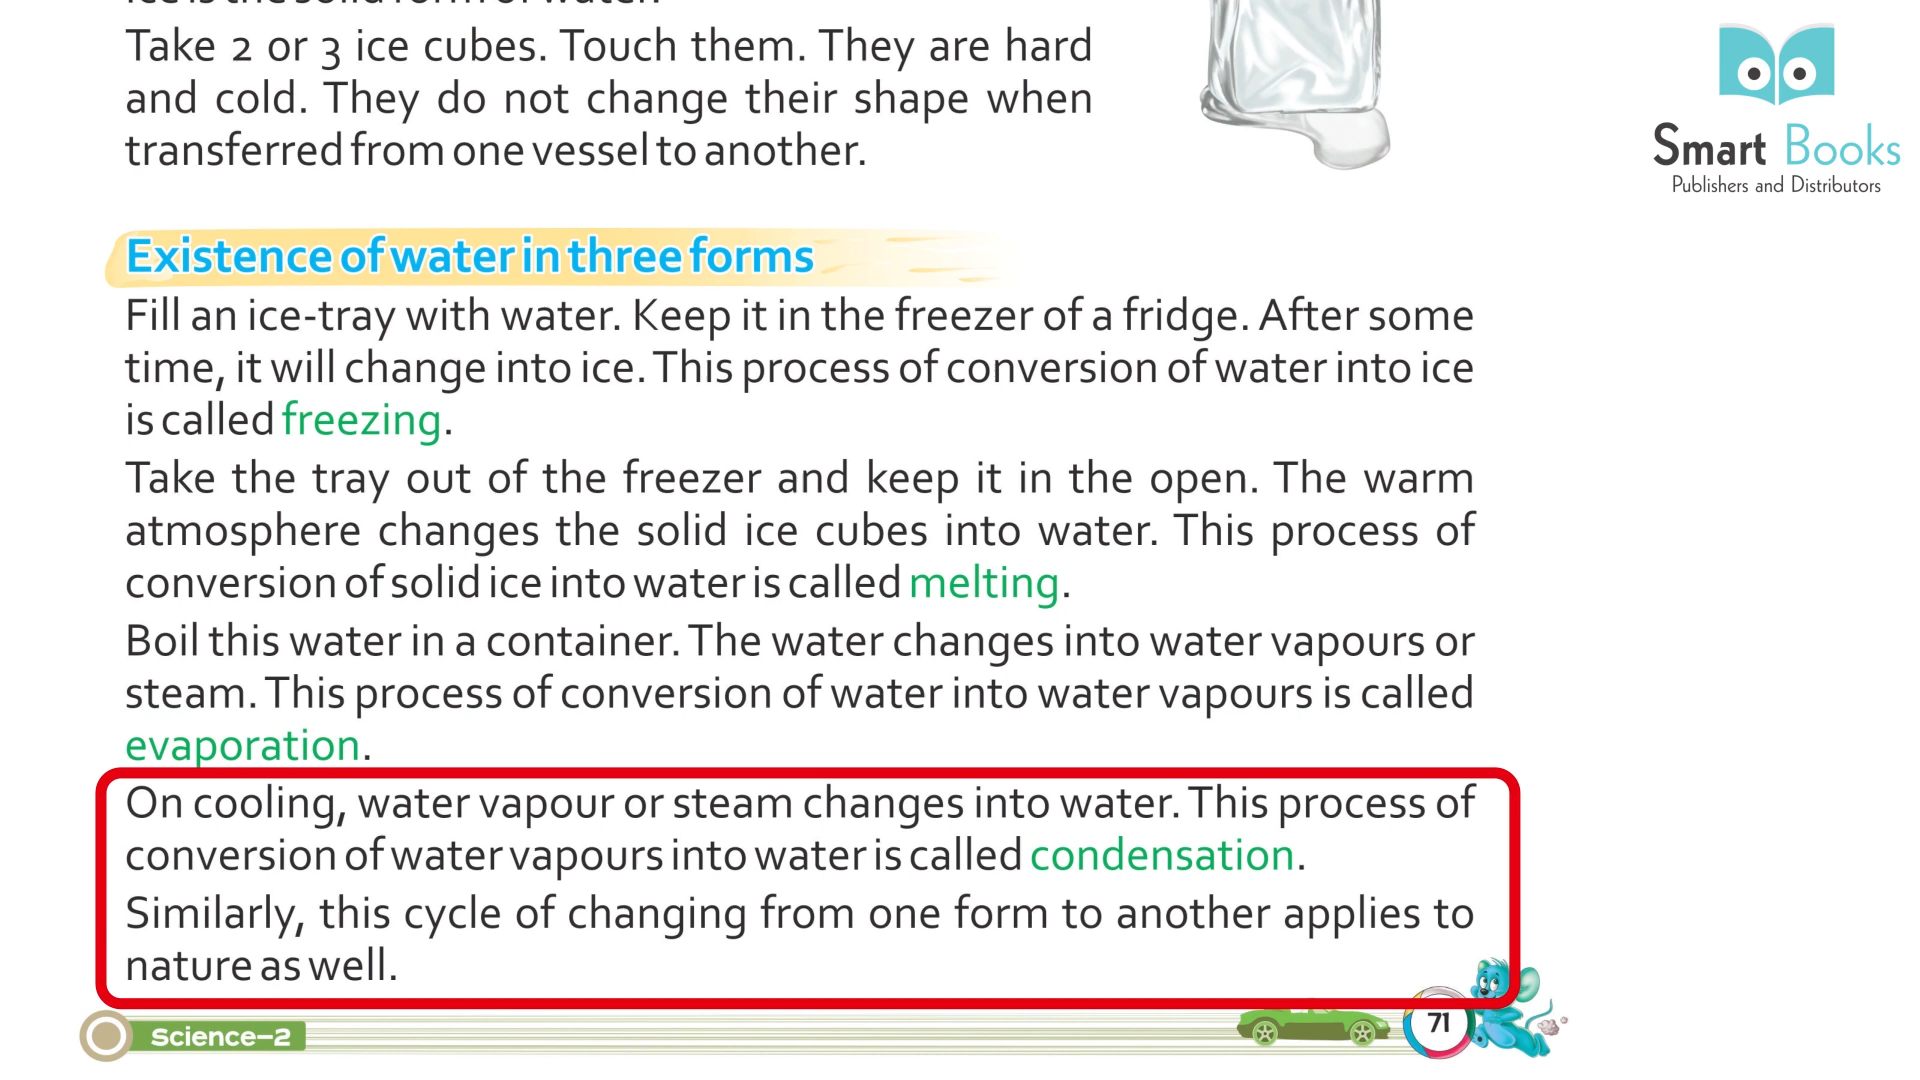 ice is the solid form of water.
Take 2 or 3 ice cubes. Touch them. They are hard
and cold. They do not change their shape when
transferred from one vessel to another.
Smart Books
Publishers and Distributors
Existence of water in three forms
Fill an ice-tray with water. Keep it in the freezer of a fridge. After some
time, it will change into ice. This process of conversion of water into ice
is called freezing.
Take the tray out of the freezer and keep it in the open. The warm
atmosphere changes the solid ice cubes into water. This process of
conversion of solid ice into water is called melting.
Boil this water in a container. The water changes into water vapours or
steam. This process of conversion of water into water vapours is called
evaporation.
On cooling, water vapour or steam changes into water. This process of
conversion of water vapours into water is called condensation.
Similarly, this cycle of changing from one form to another applies to
nature as well.
Science–2
71